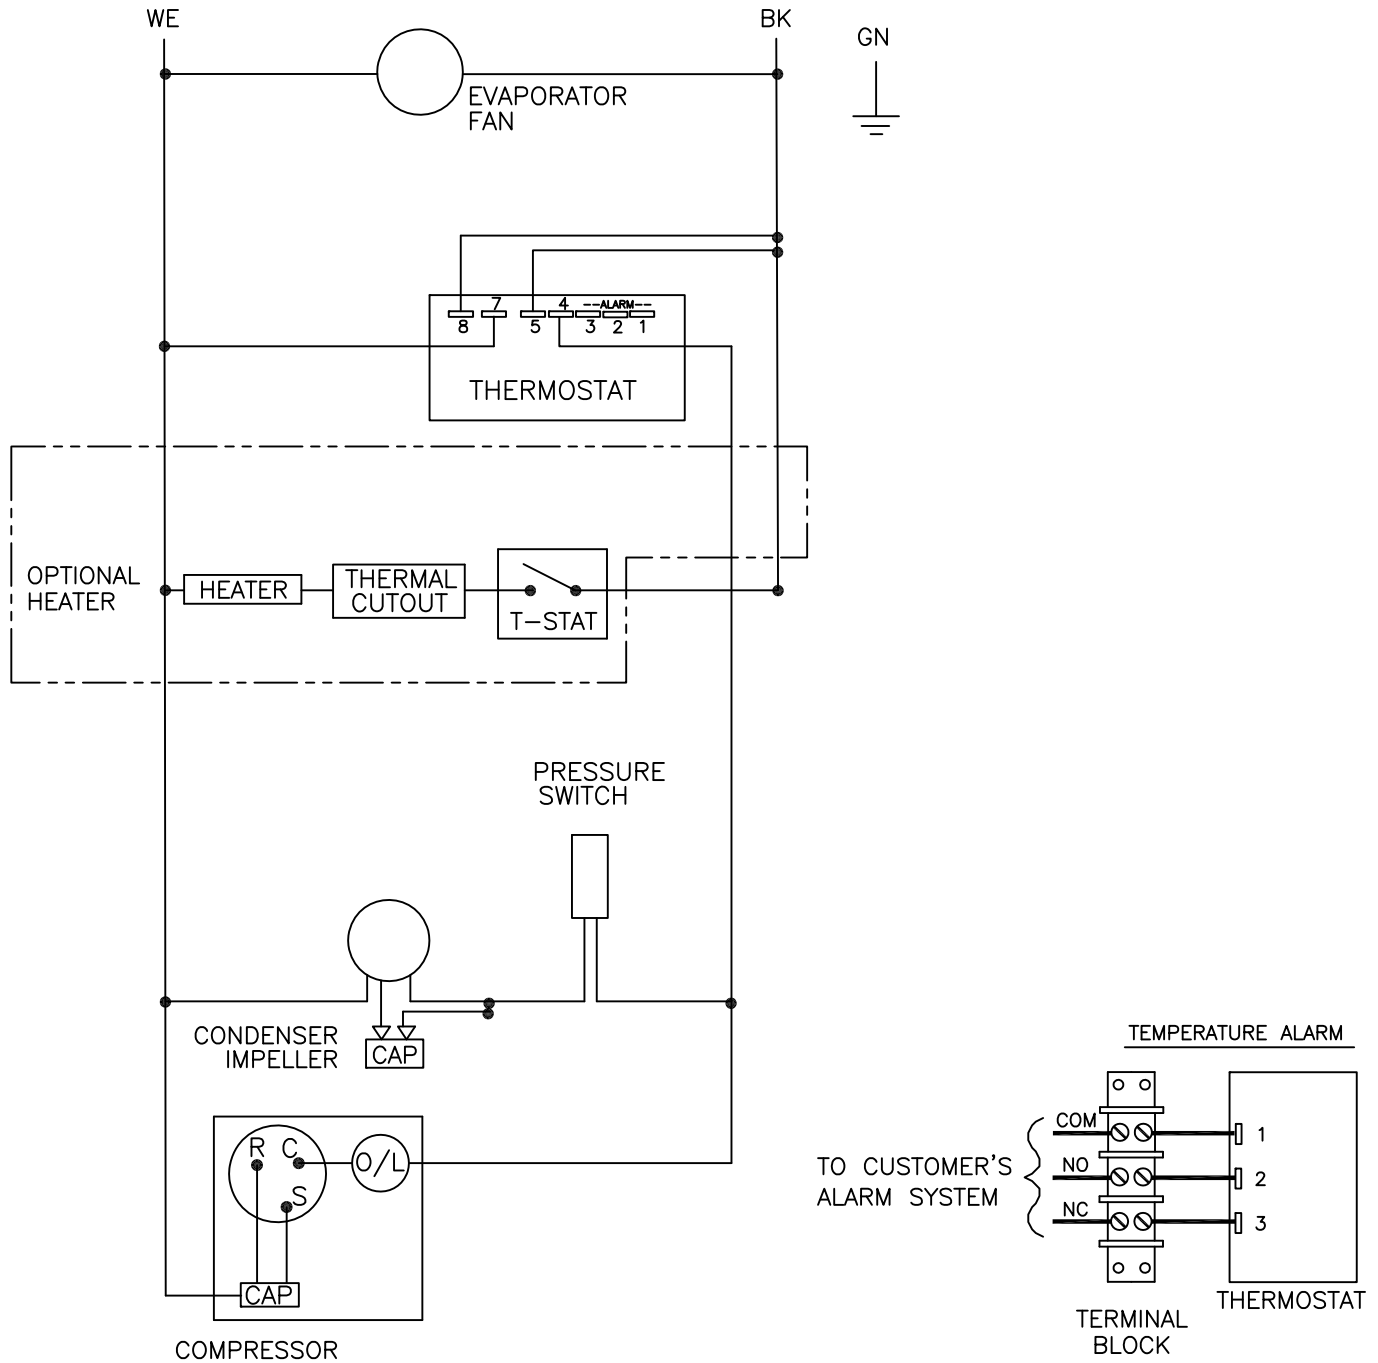 WE
BK
GN
EVAPORATOR
FAN
7
4
--ALARM--
8
5
3
2
1
THERMOSTAT
OPTIONAL
HEATER
HEATER
THERMAL
CUTOUT
T-STAT
PRESSURE
SWITCH
CONDENSER
IMPELLER
CAP
R
C
S
O/L
CAP
COMPRESSOR
TEMPERATURE ALARM
COM
NO
NC
1
2
3
TO CUSTOMER'S
ALARM SYSTEM
THERMOSTAT
TERMINAL
BLOCK